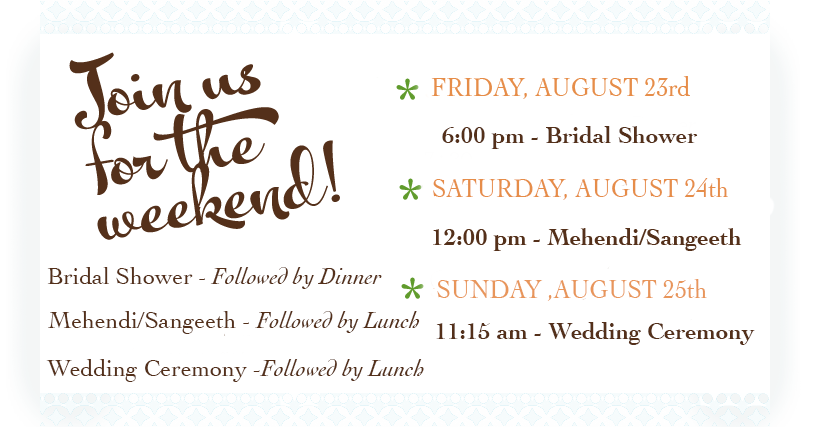 Join us
for the
weekend!
Bridal Shower - Followed by Dinner
Mehendi/Sangeeth - Followed by Lunch
Wedding Ceremony -Followed by Lunch
* FRIDAY, AUGUST 23rd
6:00 pm - Bridal Shower
* SATURDAY, AUGUST 24th
12:00 pm - Mehendi/Sangeeth
* SUNDAY ,AUGUST 25th
11:15 am - Wedding Ceremony